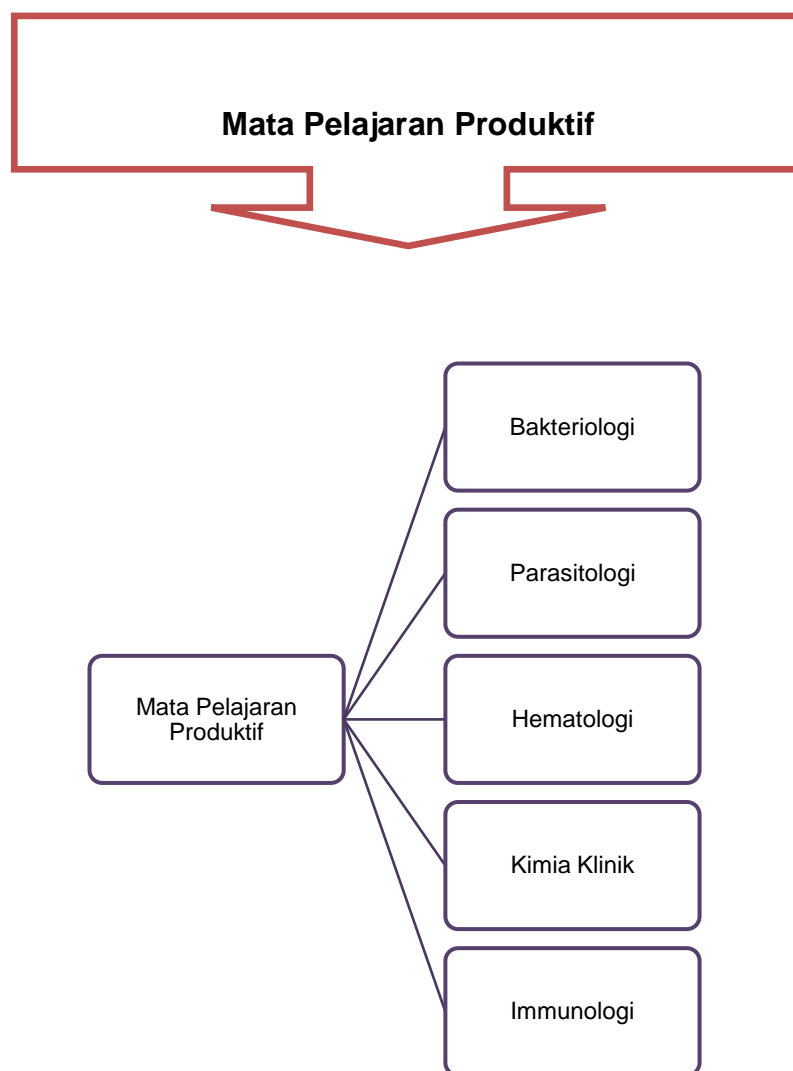 Mata Pelajaran Produktif
Bakteriologi
Parasitologi
Mata Pelajaran
Produktif
Hematologi
Kimia Klinik
Immunologi